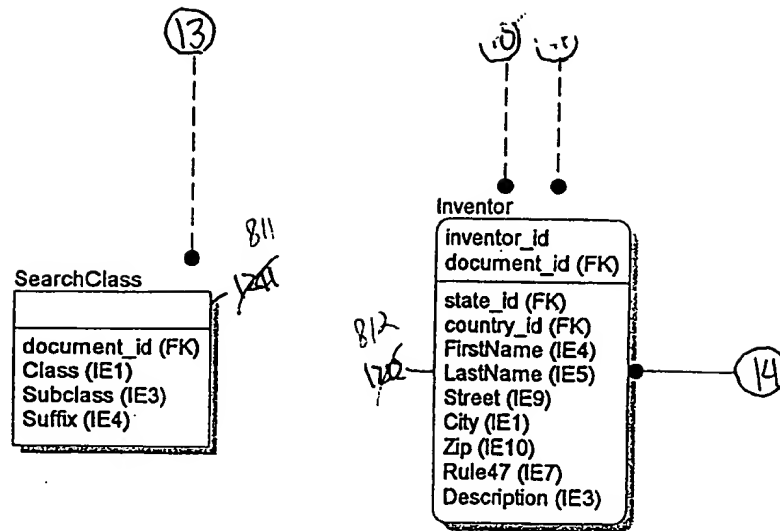 13
Inventor
inventor_id
document_id (FK)
state_id (FK)
country_id (FK)
FirstName (IE4)
LastName (IE5)
Street (IE9)
City (IE1)
Zip (IE10)
Rule47 (IE7)
Description (IE3)
811
SearchClass
document_id (FK)
Class (IE1)
Subclass (IE3)
Suffix (IE4)
812
14